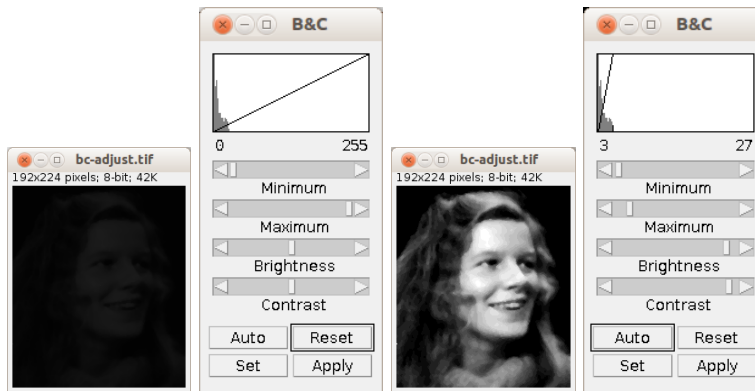 B&C
0 255
Minimum
Maximum
Brightness
Contrast
Auto Reset
Set Apply
bc-adjust.tif
192x224 pixels; 8-bit; 42K
bc-adjust.tif
192x224 pixels; 8-bit; 42K
B&C
3 27
Minimum
Maximum
Brightness
Contrast
Auto Reset
Set Apply